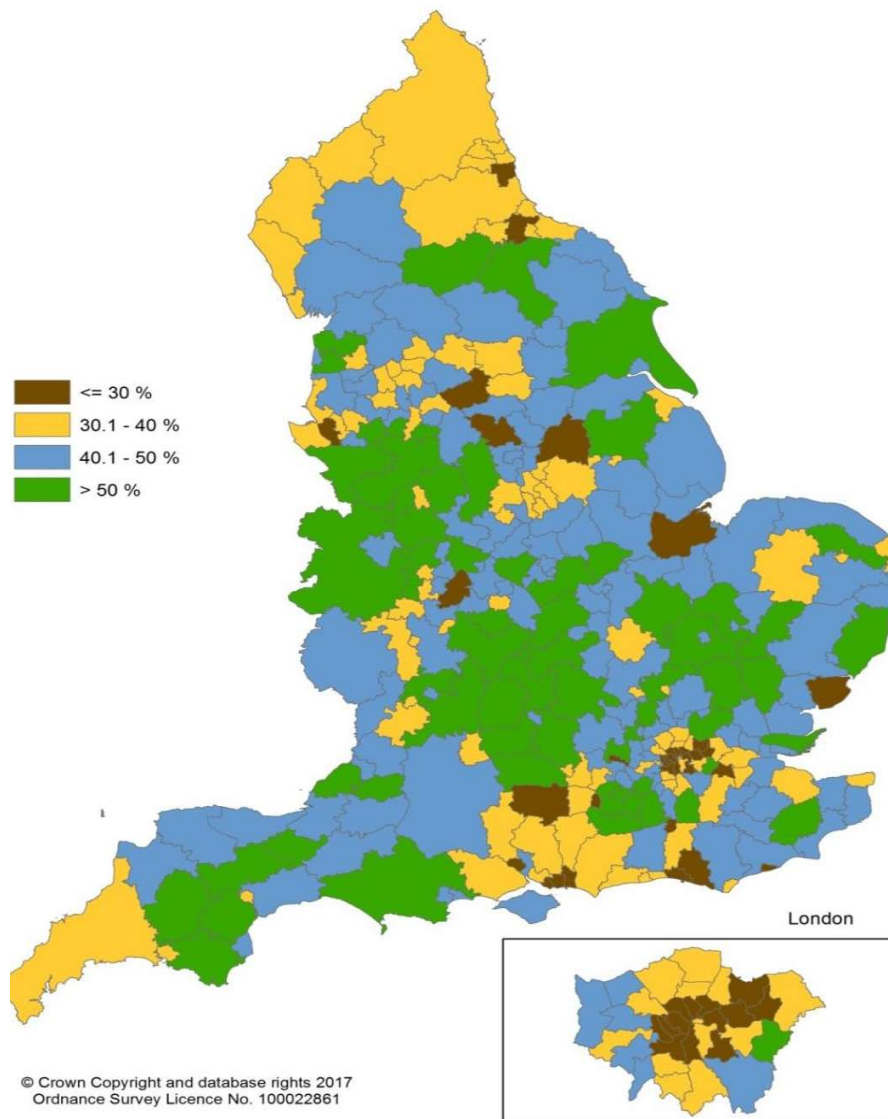 <= 30 %
30.1 - 40 %
40.1 - 50 %
> 50 %
London
© Crown Copyright and database rights 2017
Ordnance Survey Licence No. 100022861